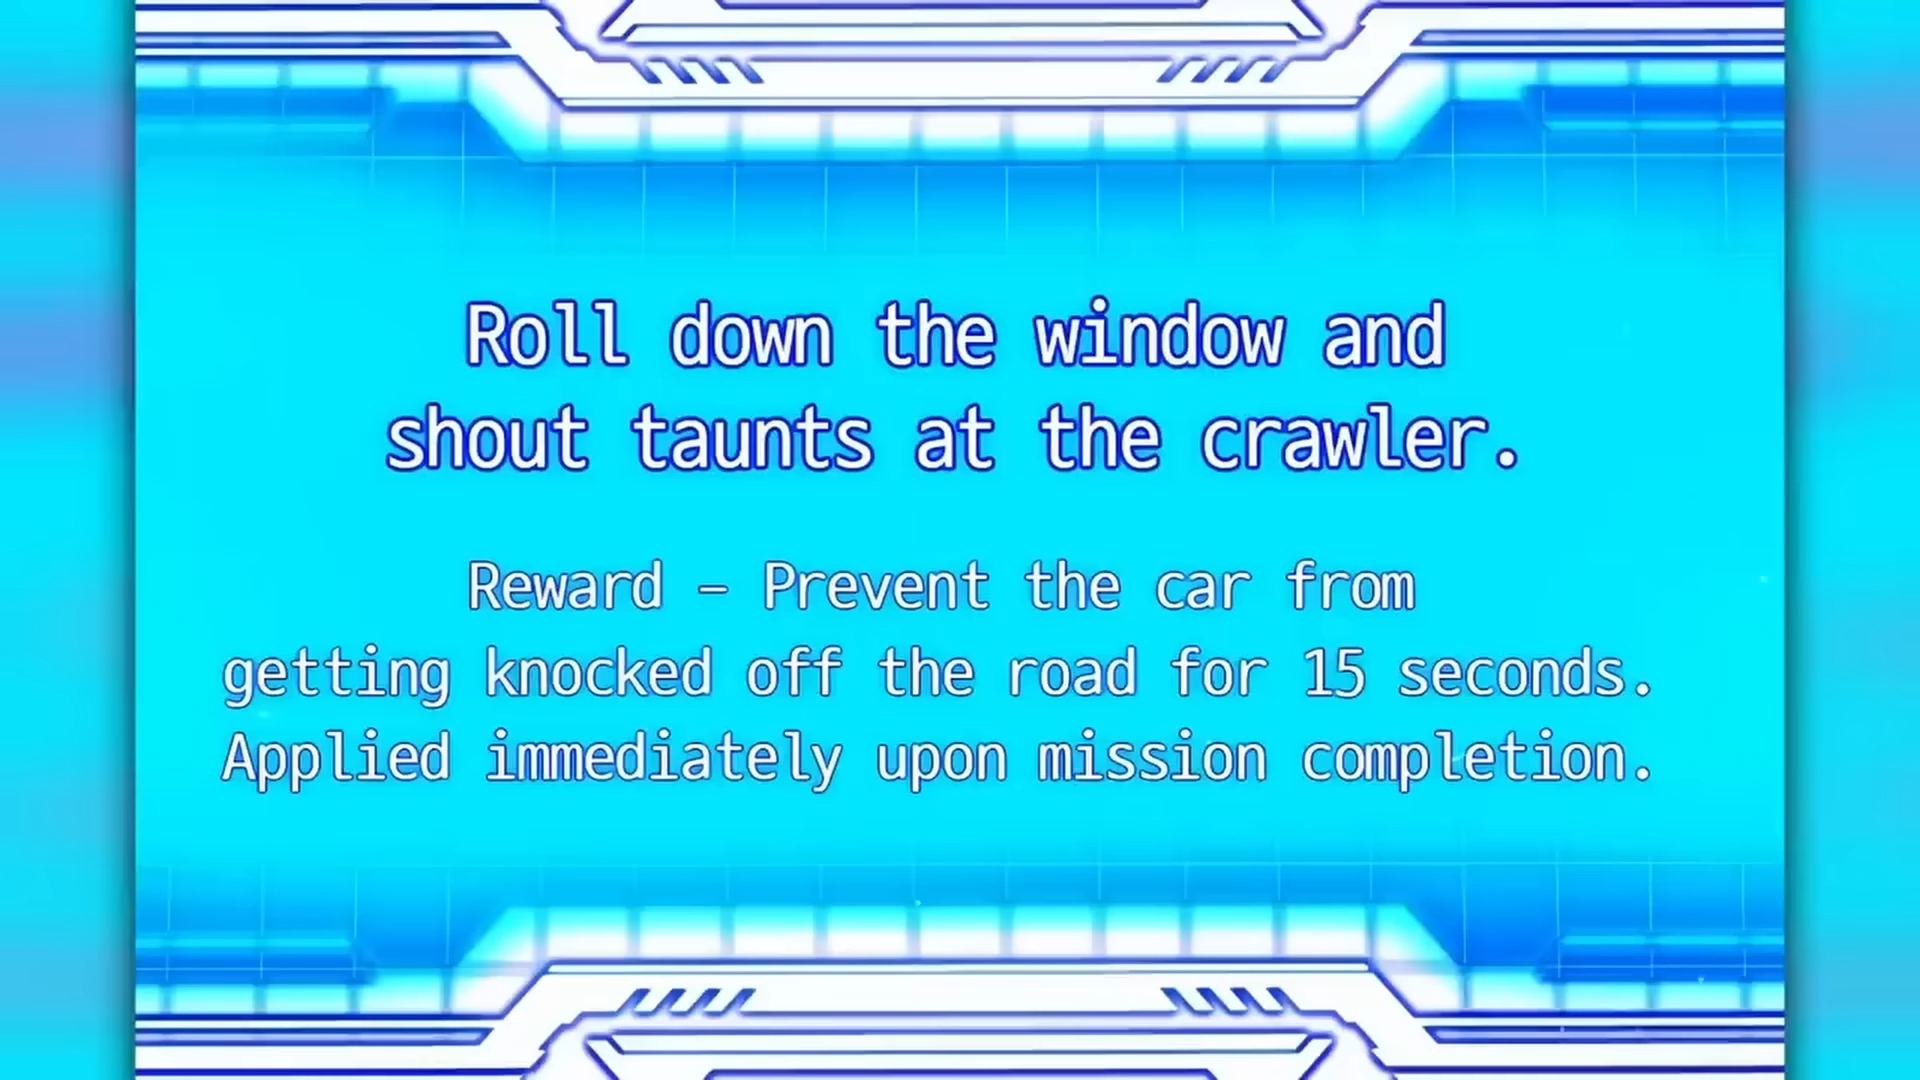 Roll down the window and
shout taunts at the crawler.
Reward – Prevent the car from
getting knocked off the road for 15 seconds.
Applied immediately upon mission completion.